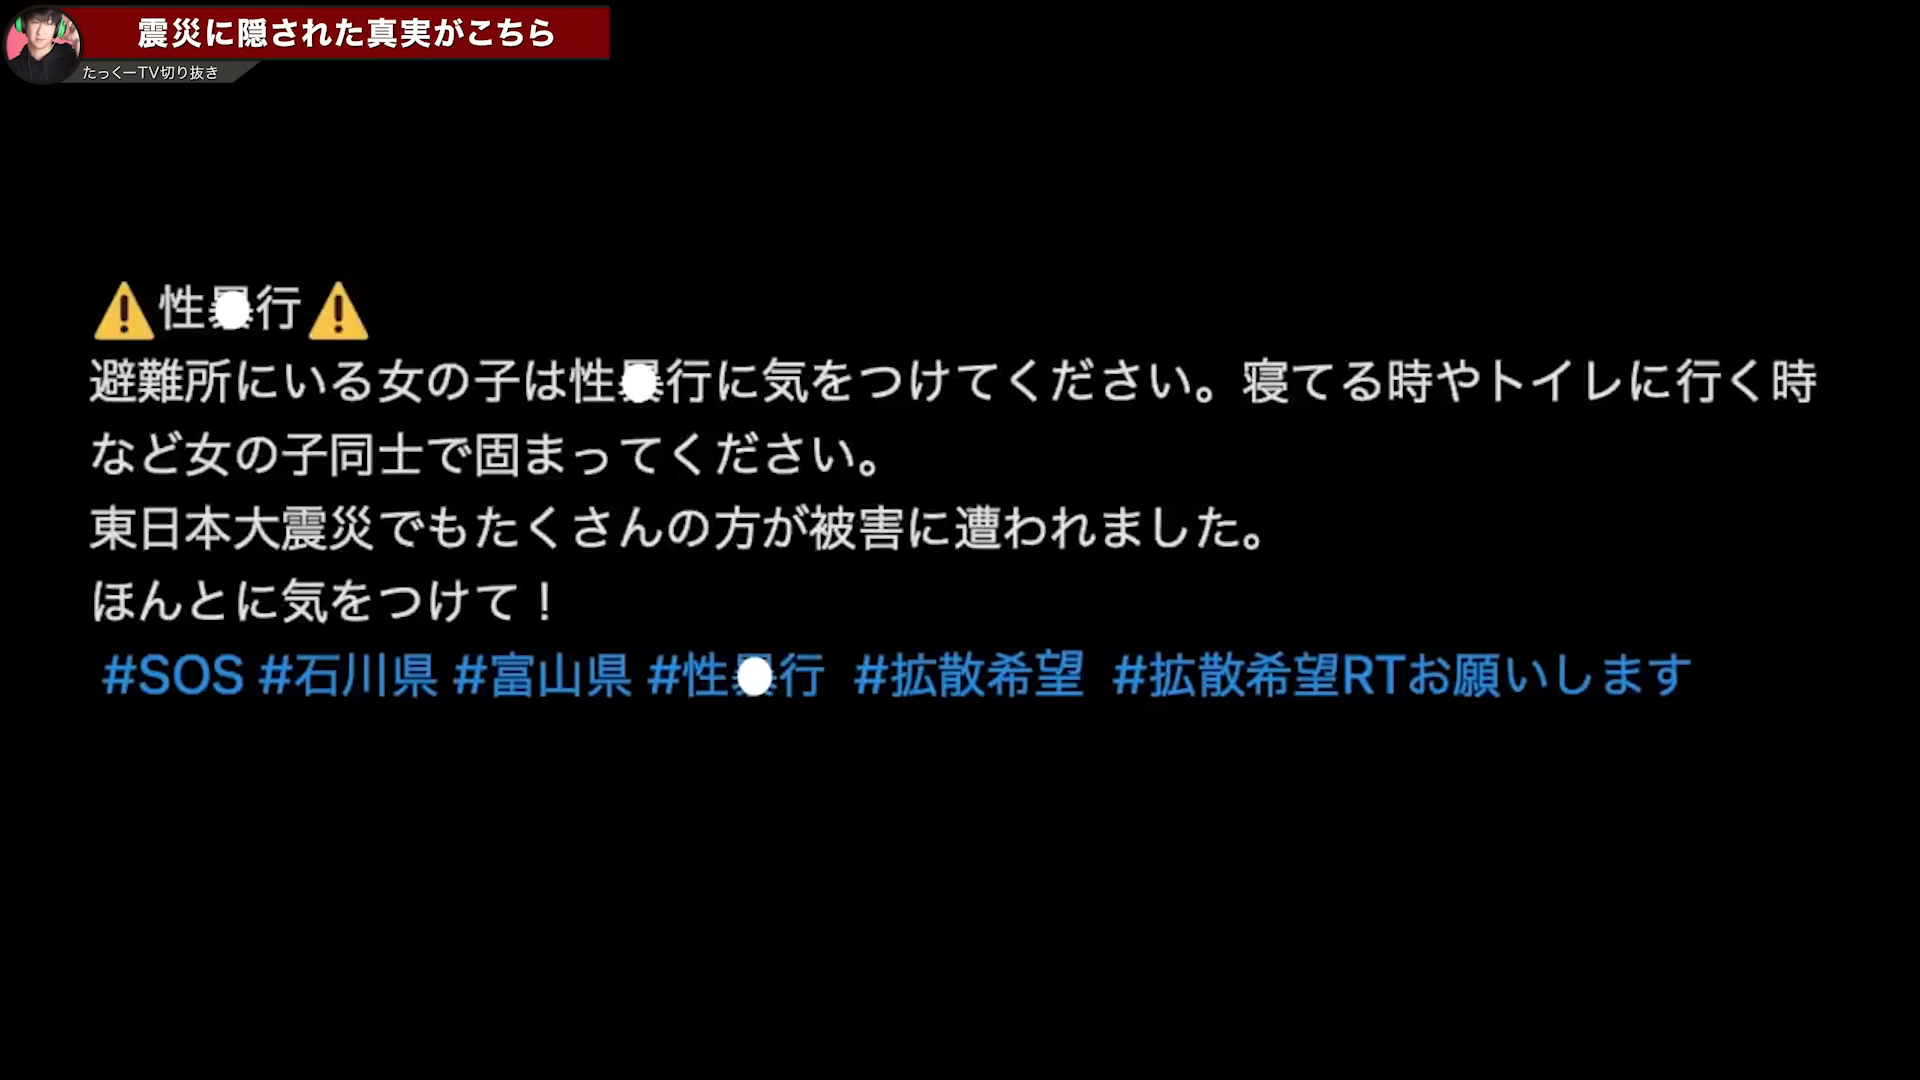 震災に隠された真実がこちら
たっくーTV切り抜き
⚠️性●行⚠️
避難所にいる女の子は性●行に気をつけてください。寝てる時やトイレに行く時
など女の子同士で固まってください。
東日本大震災でもたくさんの方が被害に遭われました。
ほんとに気をつけて！
#SOS #石川県 #富山県 #性●行 #拡散希望 #拡散希望RTお願いします